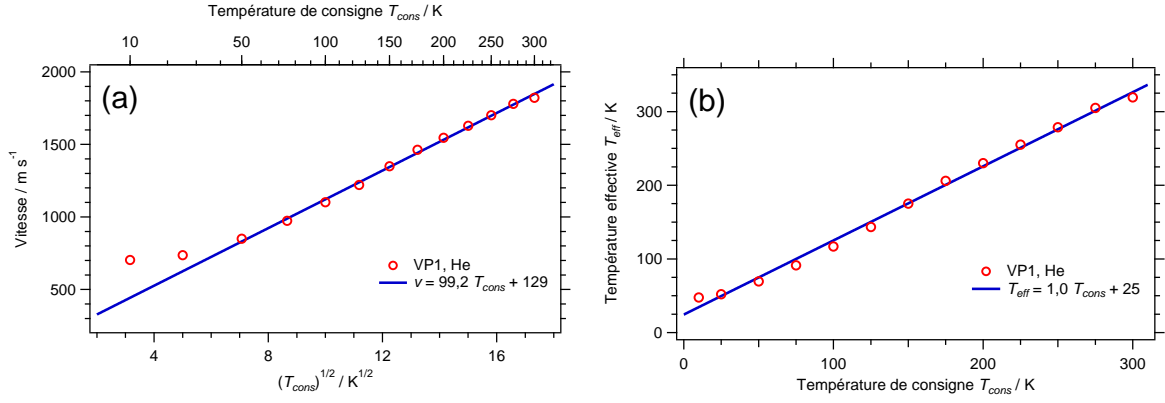 Température de consigne T_cons / K
10 50 100 150 200 250 300
2000
1500
1000
500
Vitesse / m s⁻¹
(a)
VP1, He
v = 99,2 T_cons + 129
4 8 12 16
(T_cons)^1/2 / K^1/2
300
200
100
0
Température effective T_eff / K
(b)
VP1, He
T_eff = 1,0 T_cons + 25
0 100 200 300
Température de consigne T_cons / K